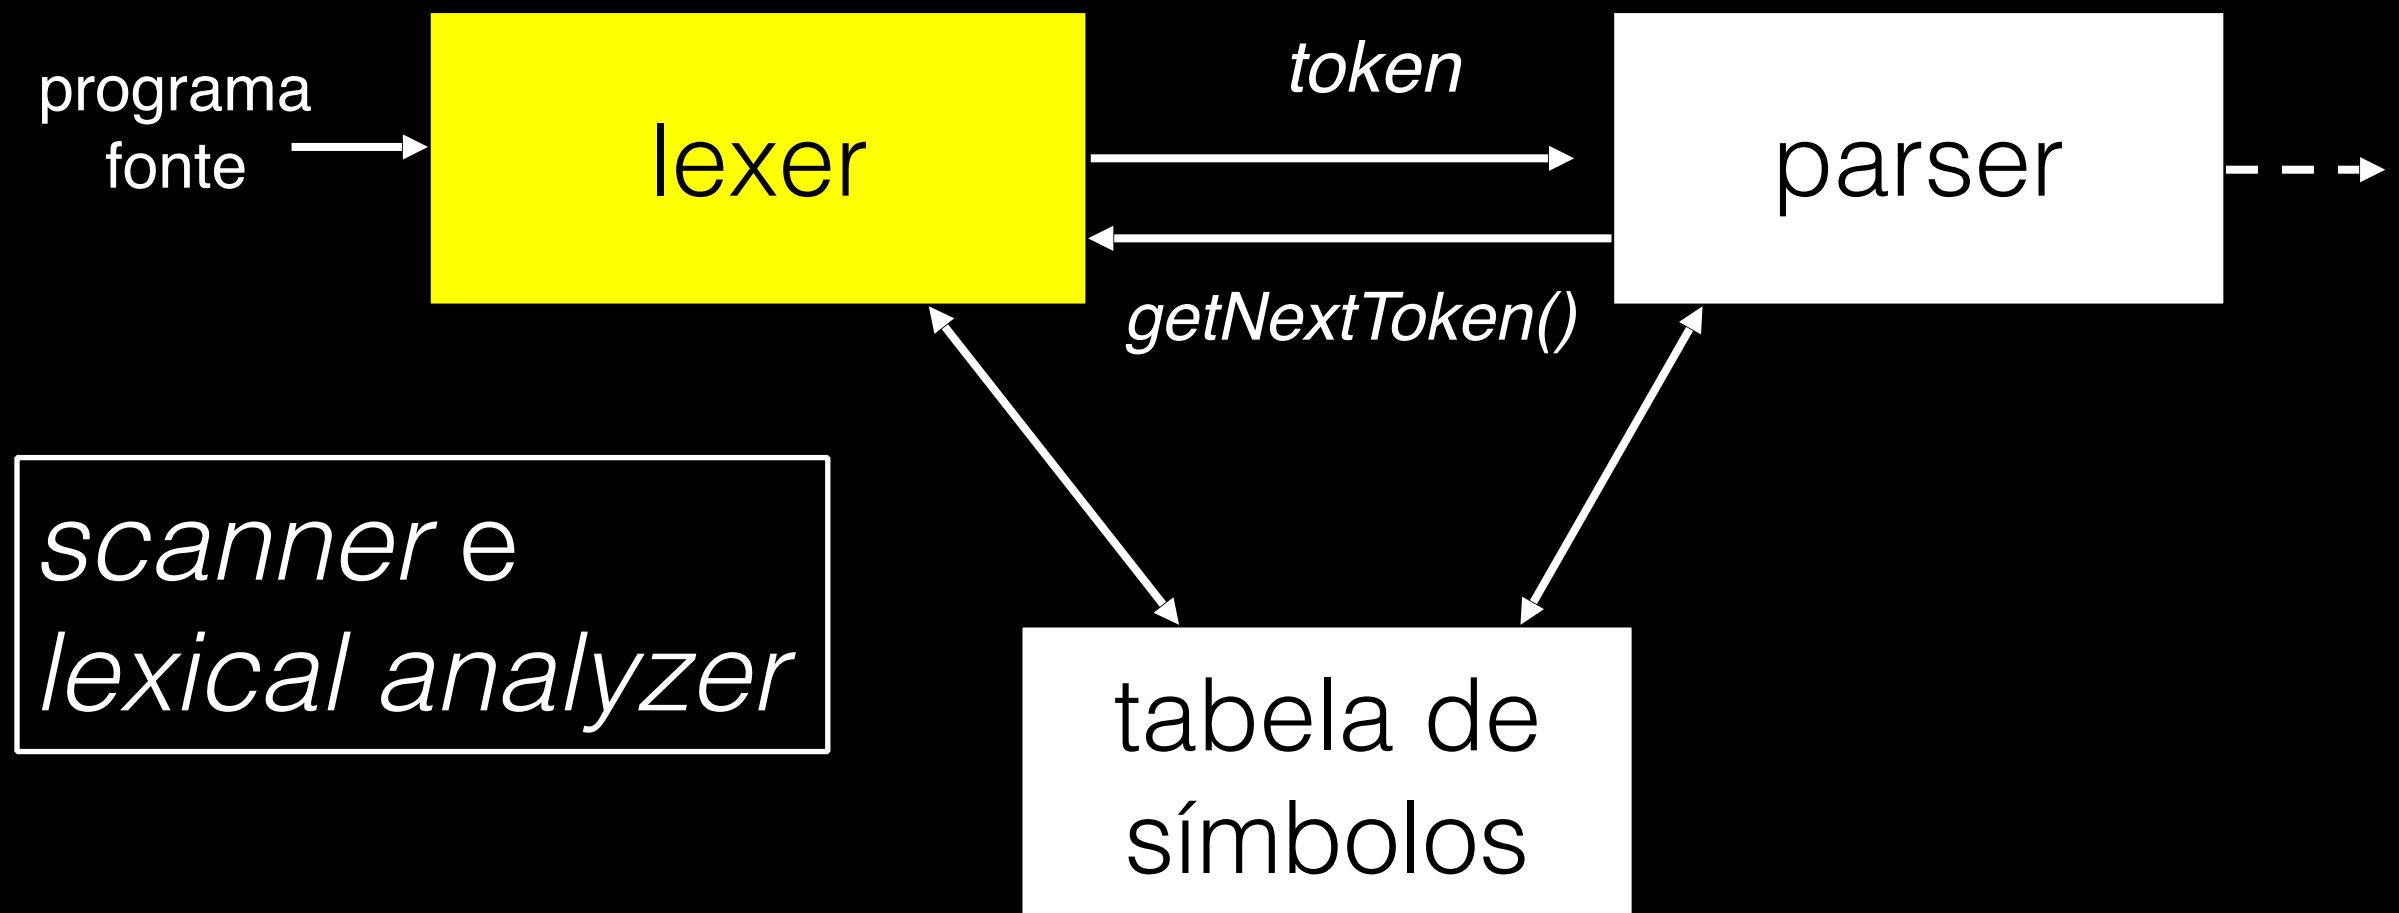 programa
fonte
lexer
token
parser
getNextToken()
scanner e
lexical analyzer
tabela de
símbolos